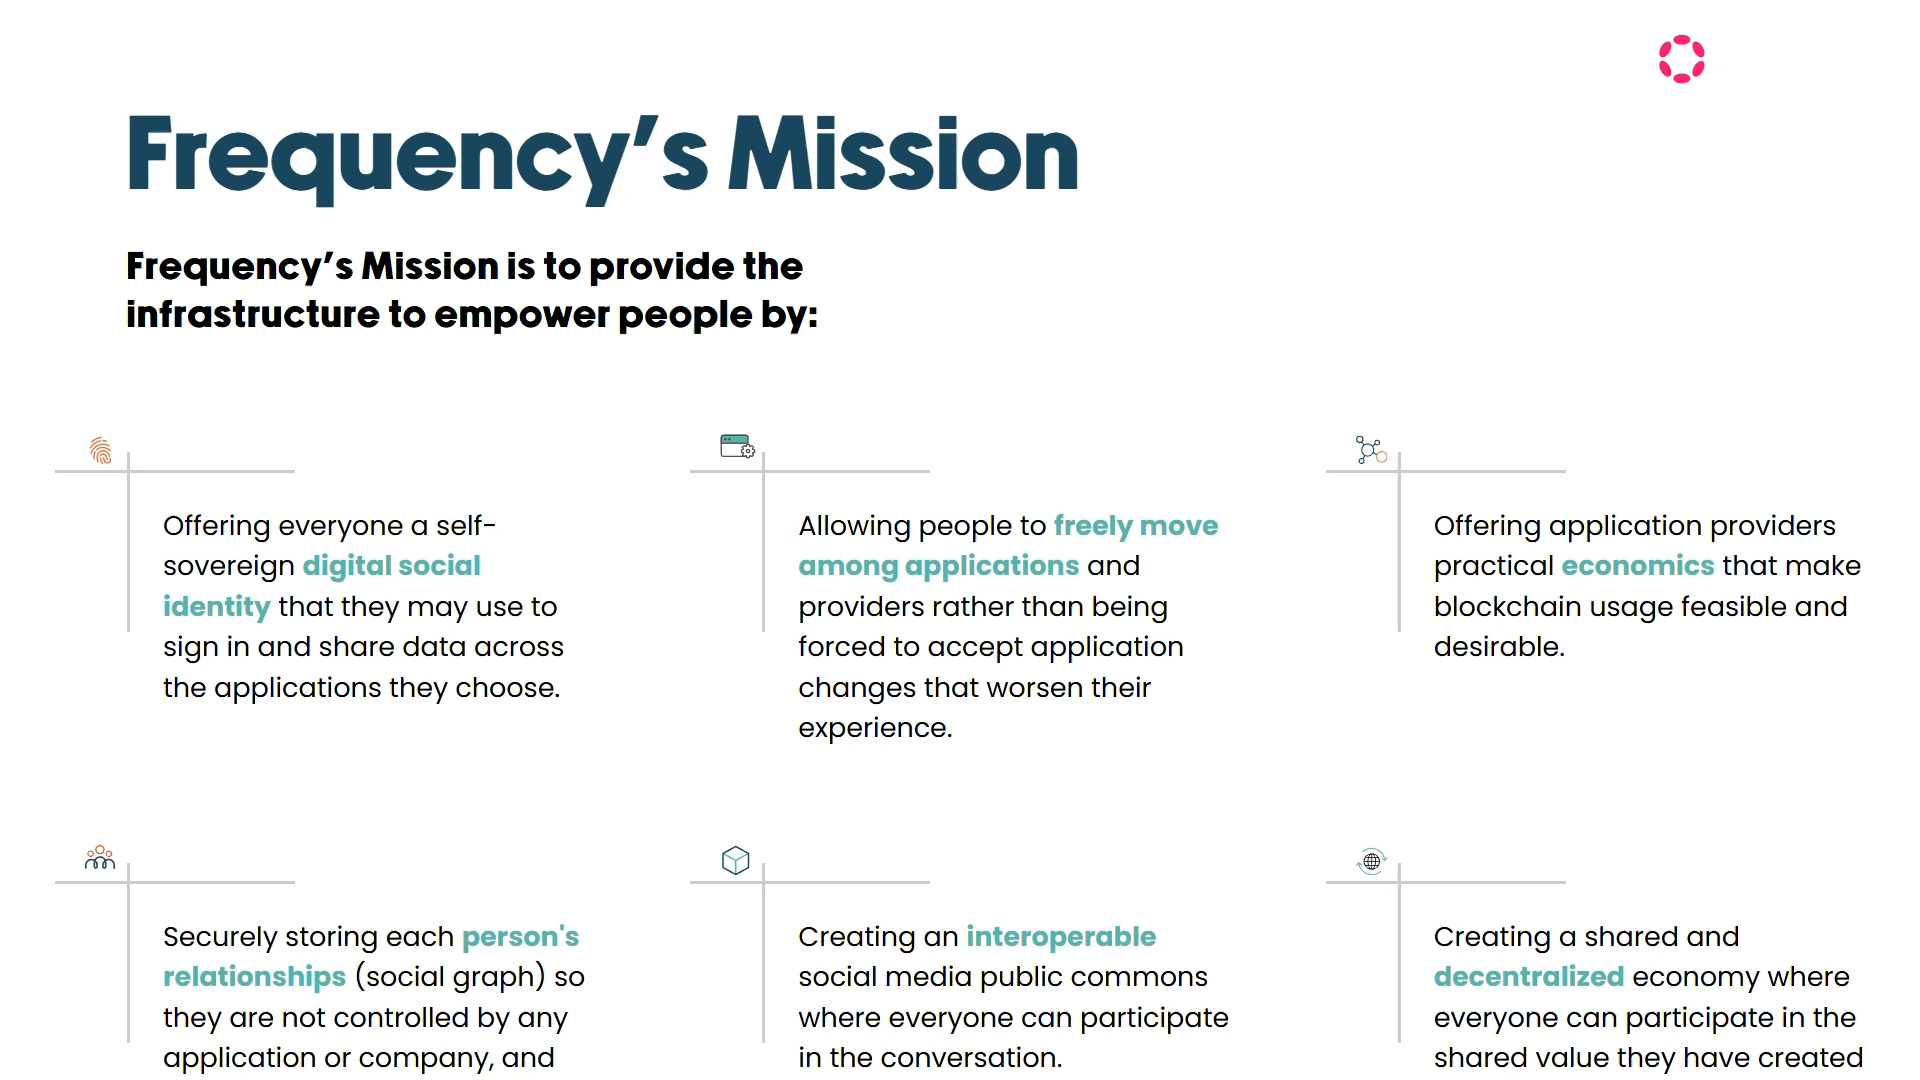 Frequency’s Mission
Frequency’s Mission is to provide the
infrastructure to empower people by:
Offering everyone a self-
sovereign digital social
identity that they may use to
sign in and share data across
the applications they choose.
Allowing people to freely move
among applications and
providers rather than being
forced to accept application
changes that worsen their
experience.
Offering application providers
practical economics that make
blockchain usage feasible and
desirable.
Securely storing each person's
relationships (social graph) so
they are not controlled by any
application or company, and
Creating an interoperable
social media public commons
where everyone can participate
in the conversation.
Creating a shared and
decentralized economy where
everyone can participate in the
shared value they have created